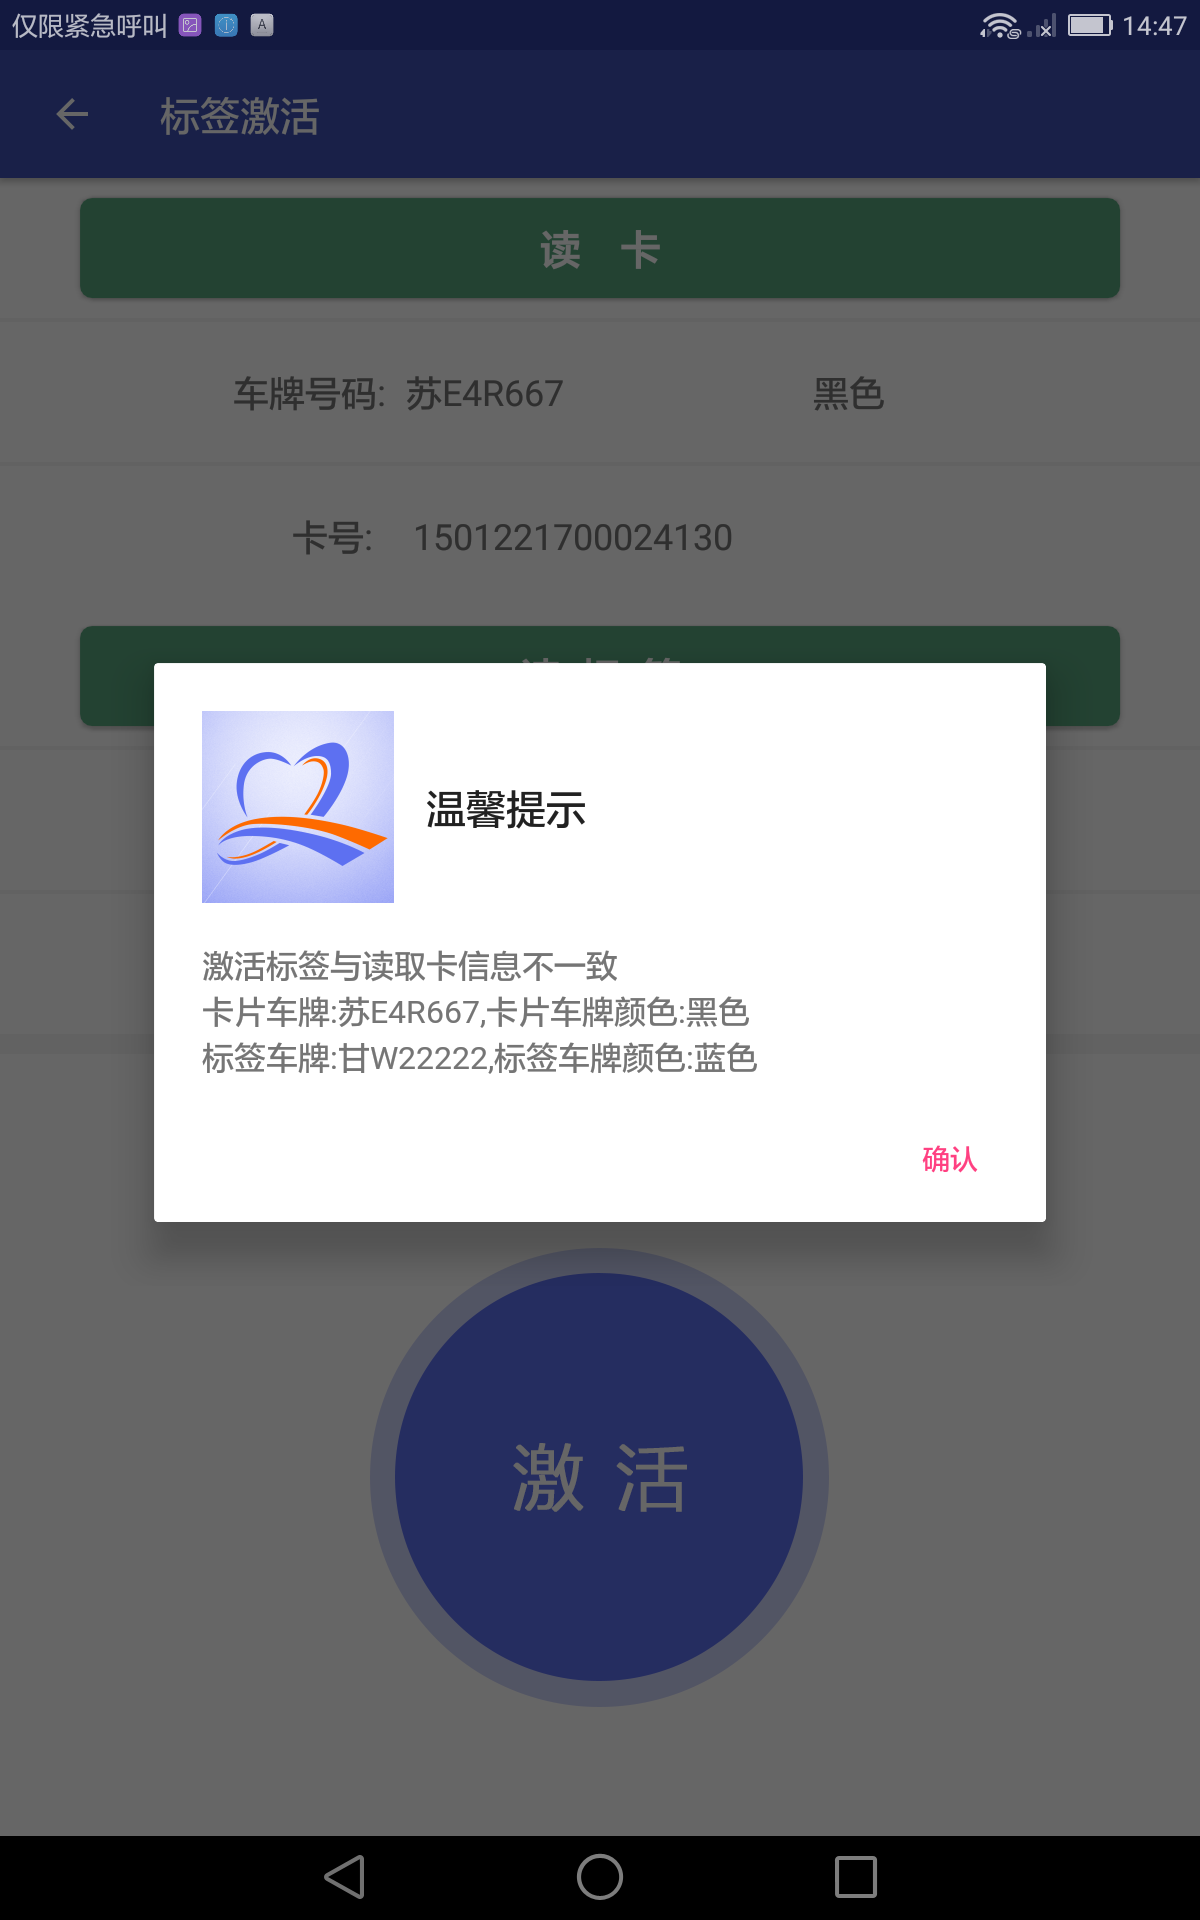 仅限紧急呼叫 A 14:47
标签激活
读 卡
车牌号码: 苏E4R667 黑色
卡号: 1501221700024130
温馨提示
激活标签与读取卡信息不一致
卡片车牌:苏E4R667,卡片车牌颜色:黑色
标签车牌:甘W22222,标签车牌颜色:蓝色
确认
激 活